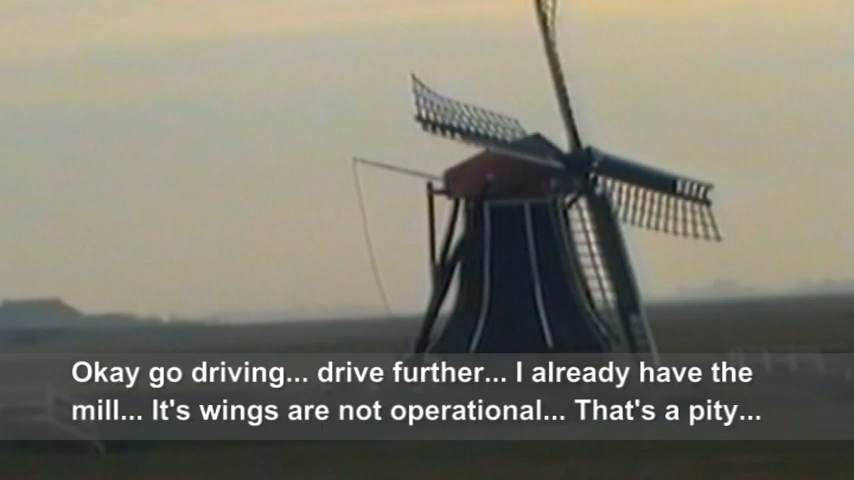 Okay go driving... drive further... I already have the
mill... It's wings are not operational... That's a pity...